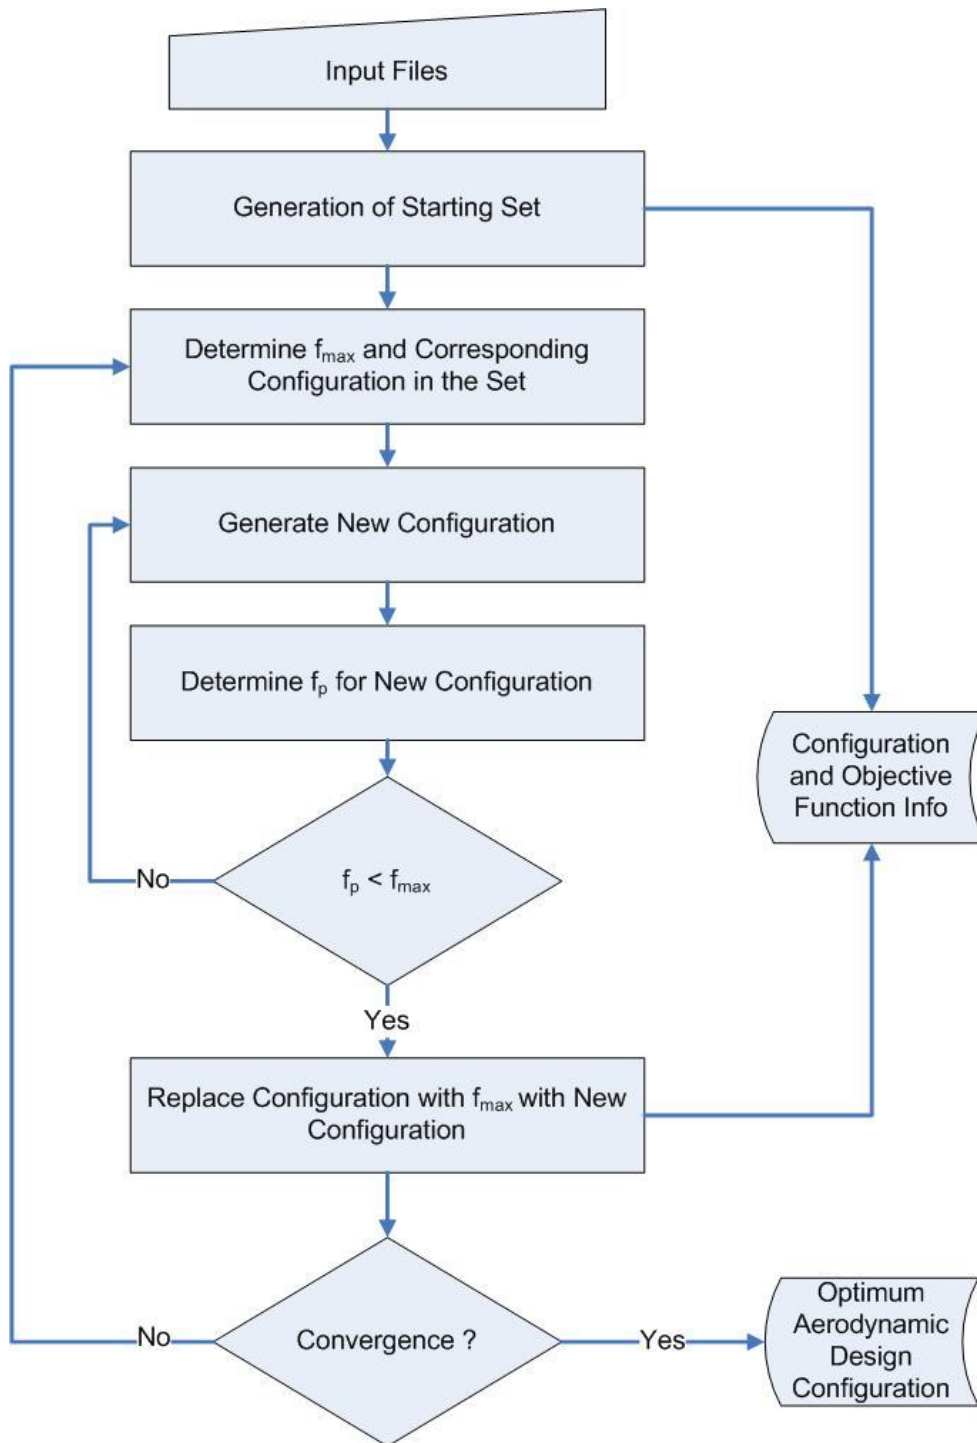 Input Files
Generation of Starting Set
Determine fmax and Corresponding
Configuration in the Set
Generate New Configuration
Determine fp for New Configuration
Configuration
and Objective
Function Info
No
fp < fmax
Yes
Replace Configuration with fmax with New
Configuration
No
Convergence ?
Yes
Optimum
Aerodynamic
Design
Configuration